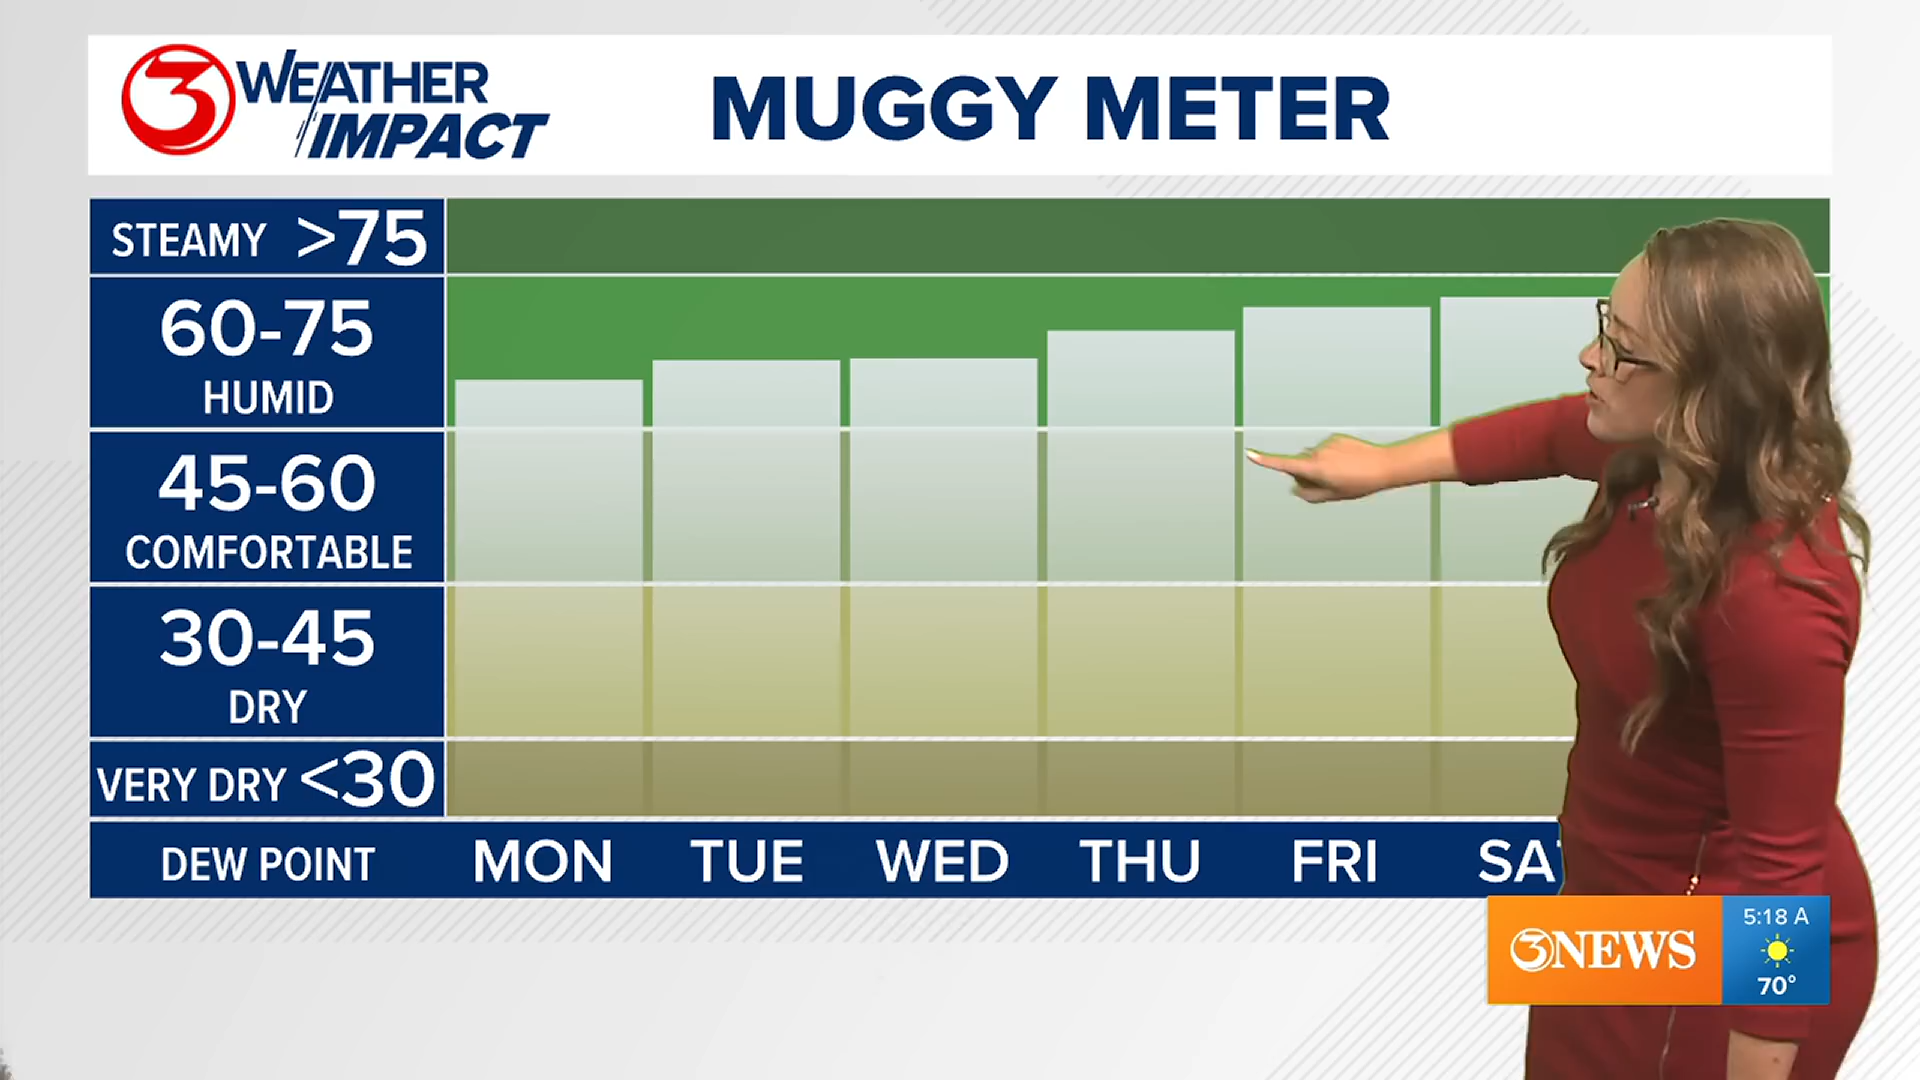 3 WEATHER
IMPACT
MUGGY METER
STEAMY >75
60-75
HUMID
45-60
COMFORTABLE
30-45
DRY
VERY DRY <30
DEW POINT MON TUE WED THU FRI SA
3NEWS
5:18 A
70°